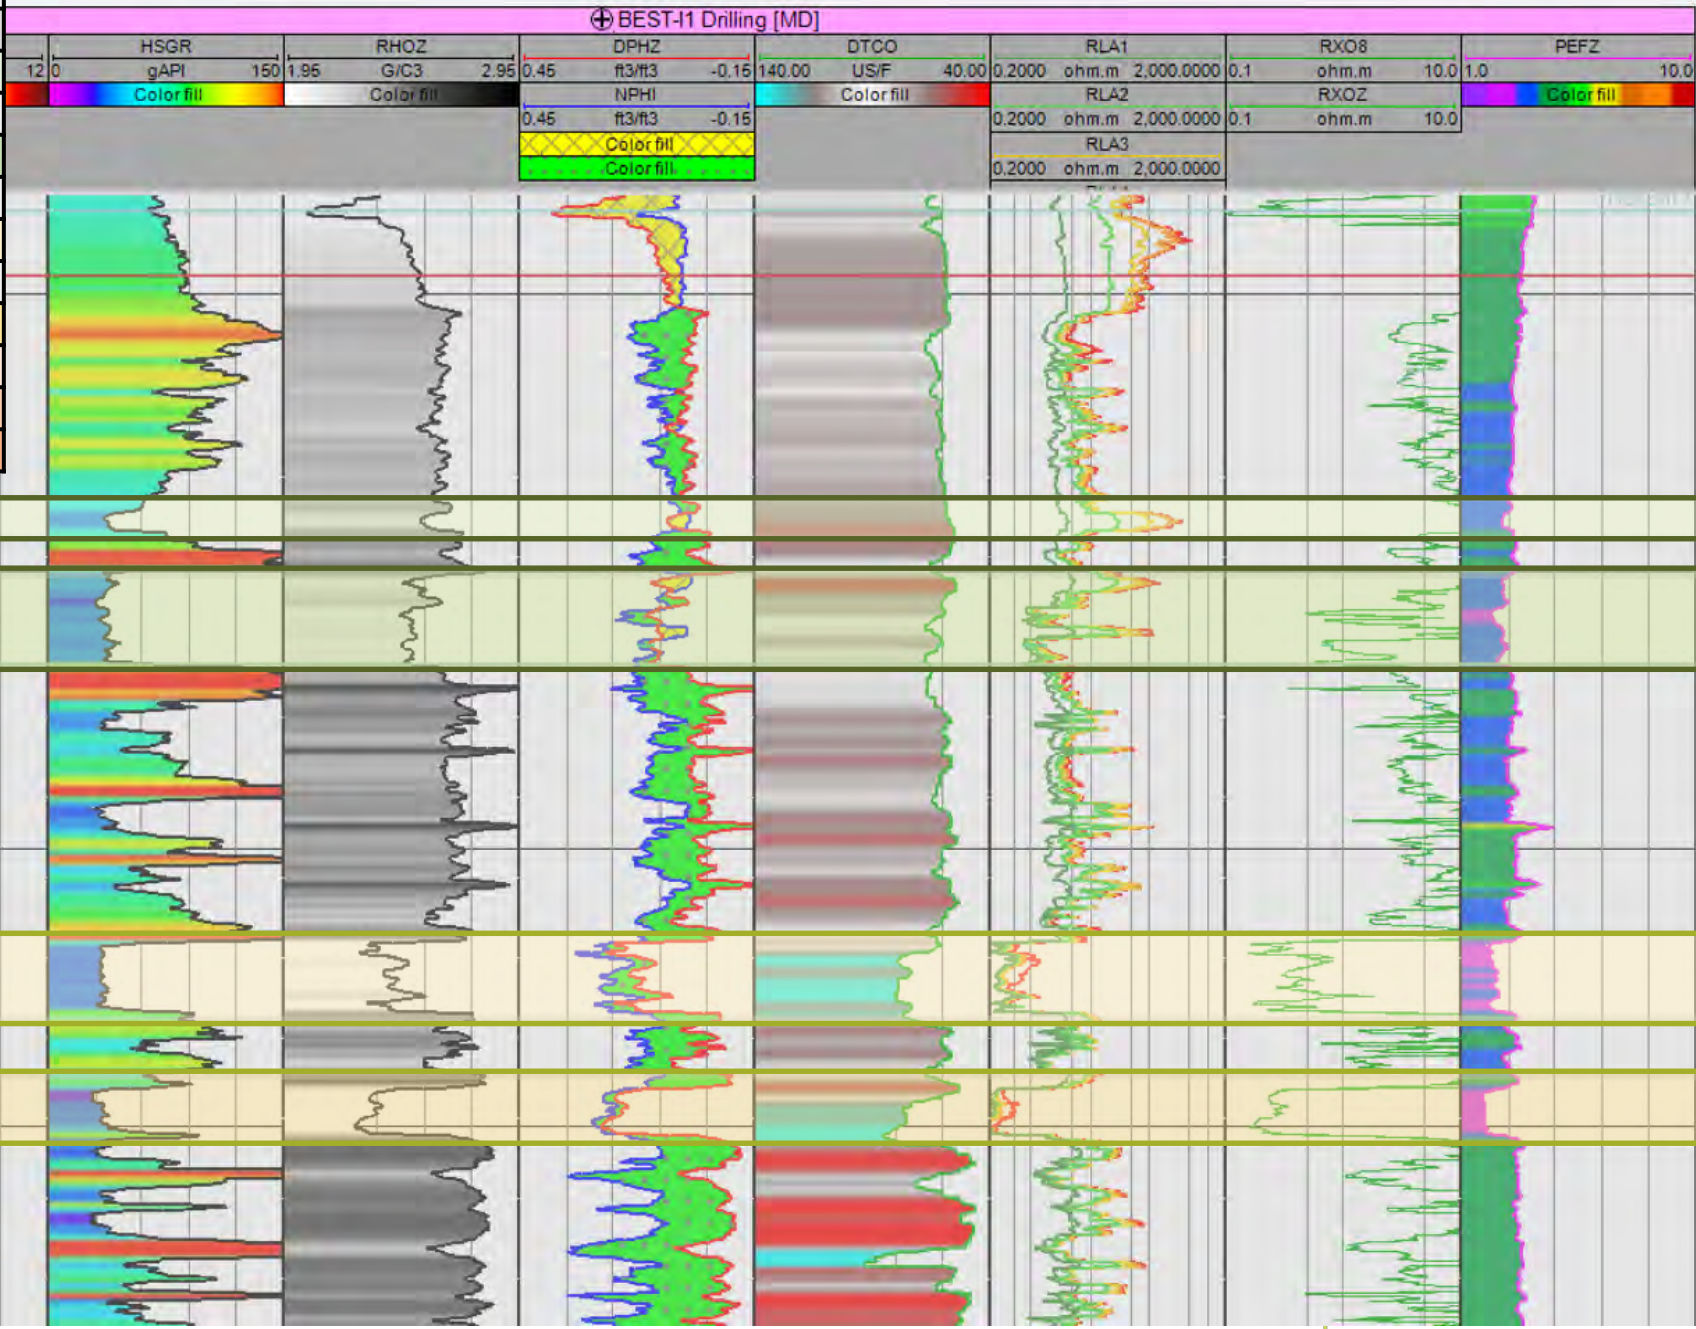 BEST-I1 Drilling [MD]
HSGR RHOZ DPHZ DTCO RLA1 RXO8 PEFZ
12 0 gAPI 150 1.95 G/C3 2.95 0.45 ft3/ft3 -0.15 140.00 US/F 40.00 0.2000 ohm.m 2,000.0000 0.1 ohm.m 10.0 1.0 10.0
Color fill Color fill NPHI Color fill RLA2 RXOZ Color fill
0.45 ft3/ft3 -0.15 0.2000 ohm.m 2,000.0000 0.1 ohm.m 10.0
Color fill RLA3
Color fill 0.2000 ohm.m 2,000.0000